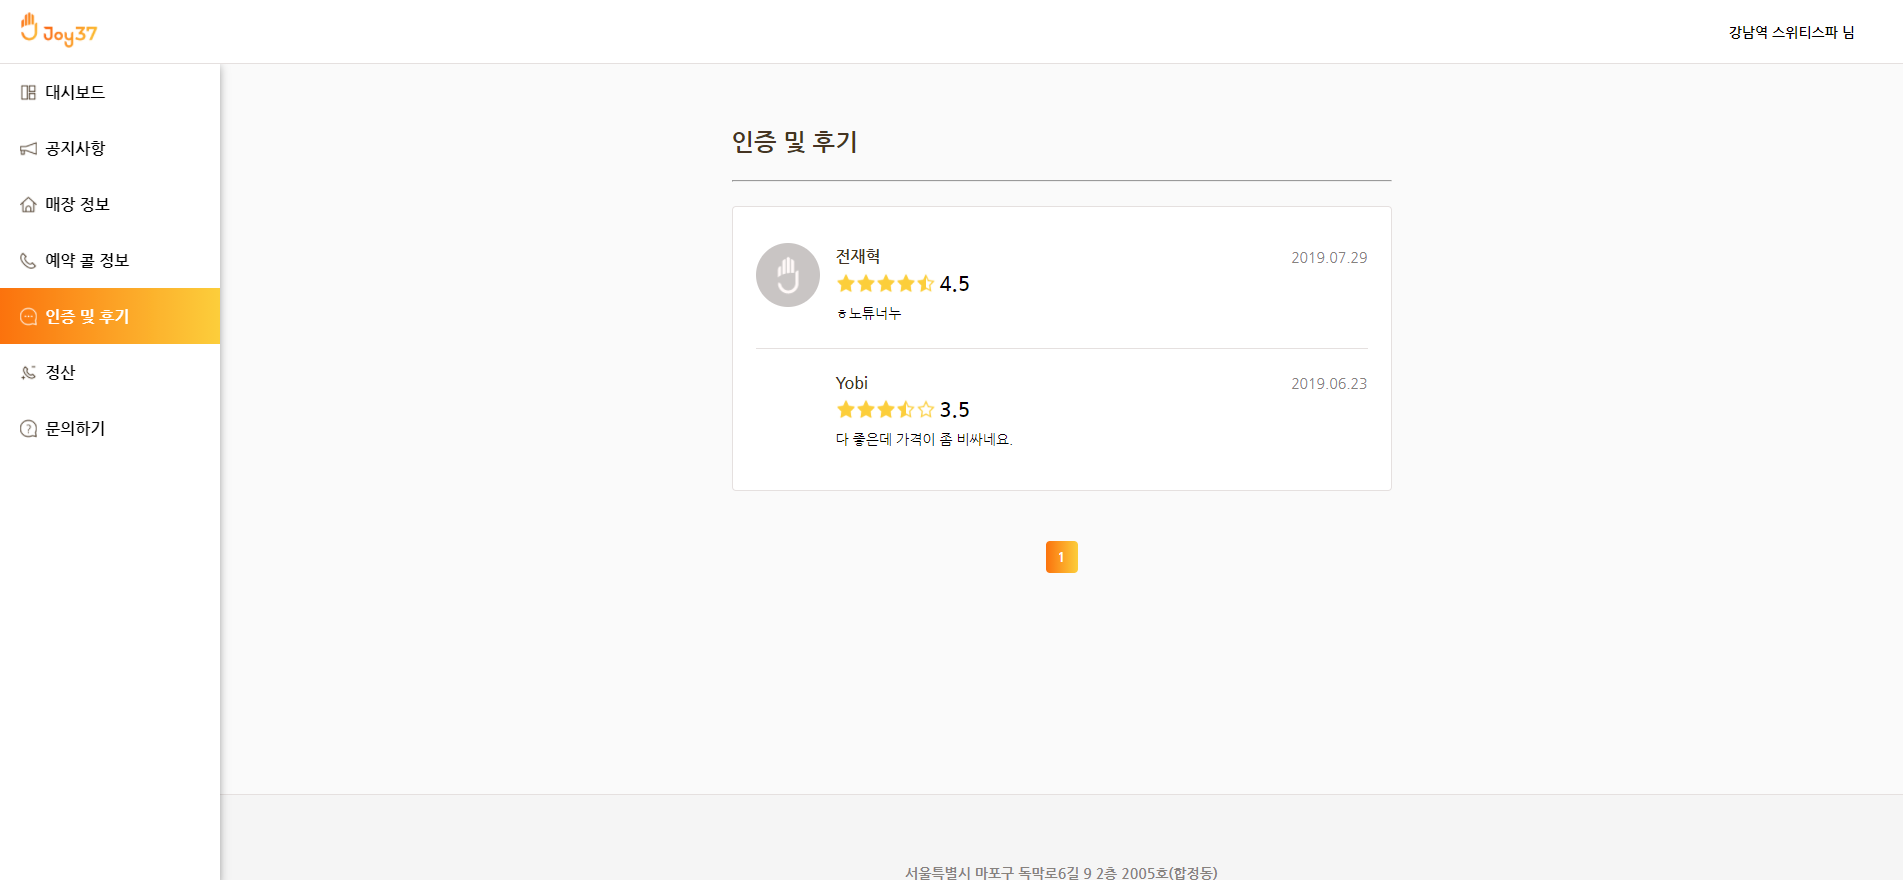 Joy37
강남역 스위티스파 님
대시보드
공지사항
매장 정보
예약 콜 정보
인증 및 후기
정산
문의하기
인증 및 후기
전재혁
2019.07.29
4.5
ㅎ노튜너누
Yobi
2019.06.23
3.5
다 좋은데 가격이 좀 비싸네요.
1
서울특별시 마포구 독막로6길 9 2층 2005호(합정동)